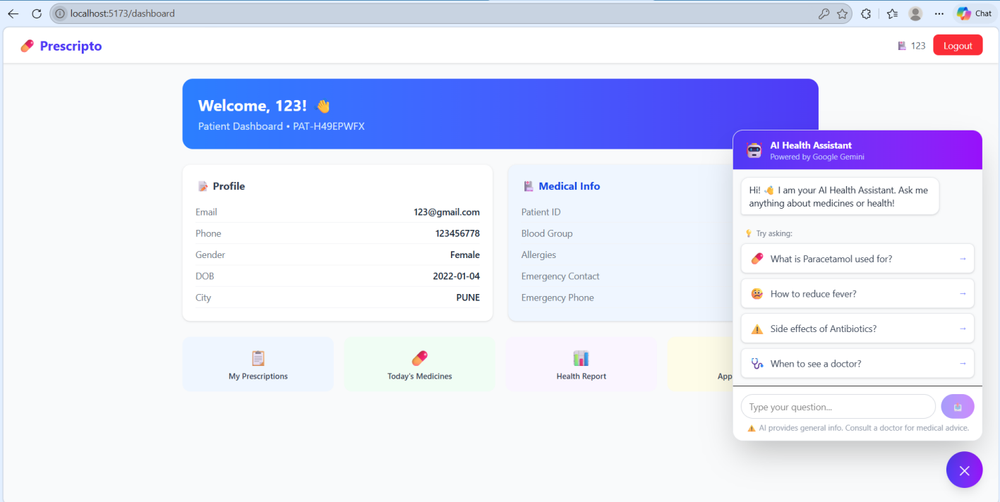 localhost:5173/dashboard
Chat
Prescripto
123
Logout
Welcome, 123! 👋
Patient Dashboard • PAT-H49EPWFX
Profile
Email 123@gmail.com
Phone 123456778
Gender Female
DOB 2022-01-04
City PUNE
Medical Info
Patient ID
Blood Group
Allergies
Emergency Contact
Emergency Phone
My Prescriptions
Today's Medicines
Health Report
App
AI Health Assistant
Powered by Google Gemini
Hi! 👋 I am your AI Health Assistant. Ask me
anything about medicines or health!
💡 Try asking:
What is Paracetamol used for? →
How to reduce fever? →
Side effects of Antibiotics? →
When to see a doctor? →
Type your question...
⚠️ AI provides general info. Consult a doctor for medical advice.